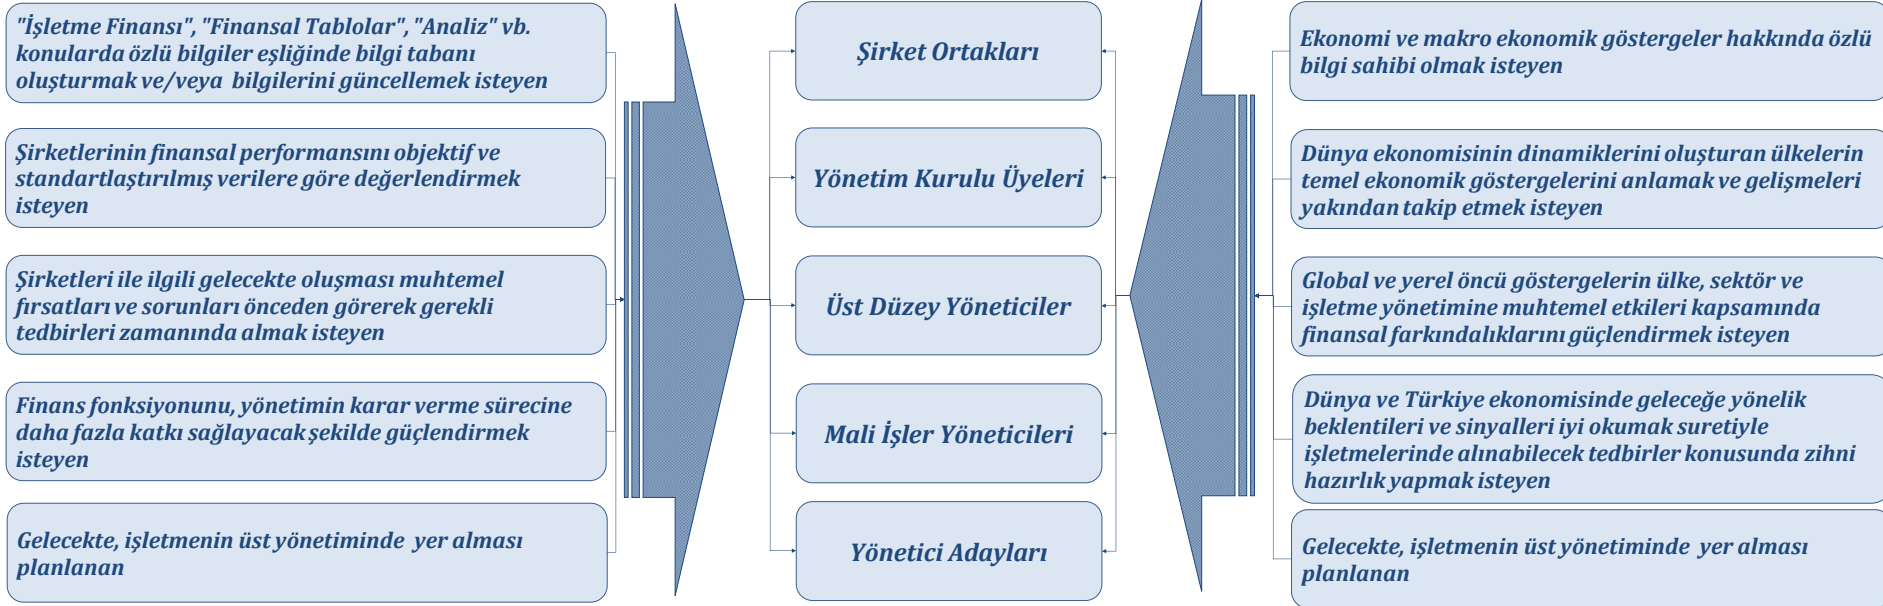 "İşletme Finansı", "Finansal Tablolar", "Analiz" vb.
konularda özlü bilgiler eşliğinde bilgi tabanı
oluşturmak ve/veya bilgilerini güncellemek isteyen
Şirketlerinin finansal performansını objektif ve
standartlaştırılmış verilere göre değerlendirmek
isteyen
Şirketleri ile ilgili gelecekte oluşması muhtemel
fırsatları ve sorunları önceden görerek gerekli
tedbirleri zamanında almak isteyen
Finans fonksiyonunu, yönetimin karar verme sürecine
daha fazla katkı sağlayacak şekilde güçlendirmek
isteyen
Gelecekte, işletmenin üst yönetiminde yer alması
planlanan
Şirket Ortakları
Yönetim Kurulu Üyeleri
Üst Düzey Yöneticiler
Mali İşler Yöneticileri
Yönetici Adayları
Ekonomi ve makro ekonomik göstergeler hakkında özlü
bilgi sahibi olmak isteyen
Dünya ekonomisinin dinamiklerini oluşturan ülkelerin
temel ekonomik göstergelerini anlamak ve gelişmeleri
yakından takip etmek isteyen
Global ve yerel öncü göstergelerin ülke, sektör ve
işletme yönetimine muhtemel etkileri kapsamında
finansal farkındalıklarını güçlendirmek isteyen
Dünya ve Türkiye ekonomisinde geleceğe yönelik
beklentileri ve sinyalleri iyi okumak suretiyle
işletmelerinde alınabilecek tedbirler konusunda zihni
hazırlık yapmak isteyen
Gelecekte, işletmenin üst yönetiminde yer alması
planlanan